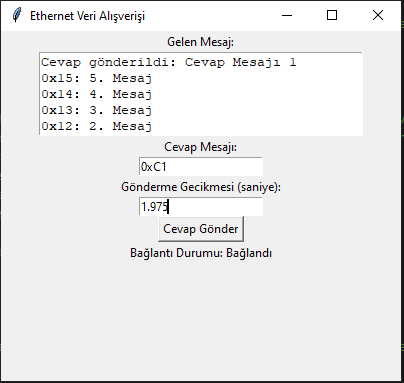 Ethernet Veri Alışverişi
Gelen Mesaj:
Cevap gönderildi: Cevap Mesajı 1
0x15: 5. Mesaj
0x14: 4. Mesaj
0x13: 3. Mesaj
0x12: 2. Mesaj
Cevap Mesajı:
0xC1
Gönderme Gecikmesi (saniye):
1.975
Cevap Gönder
Bağlantı Durumu: Bağlandı